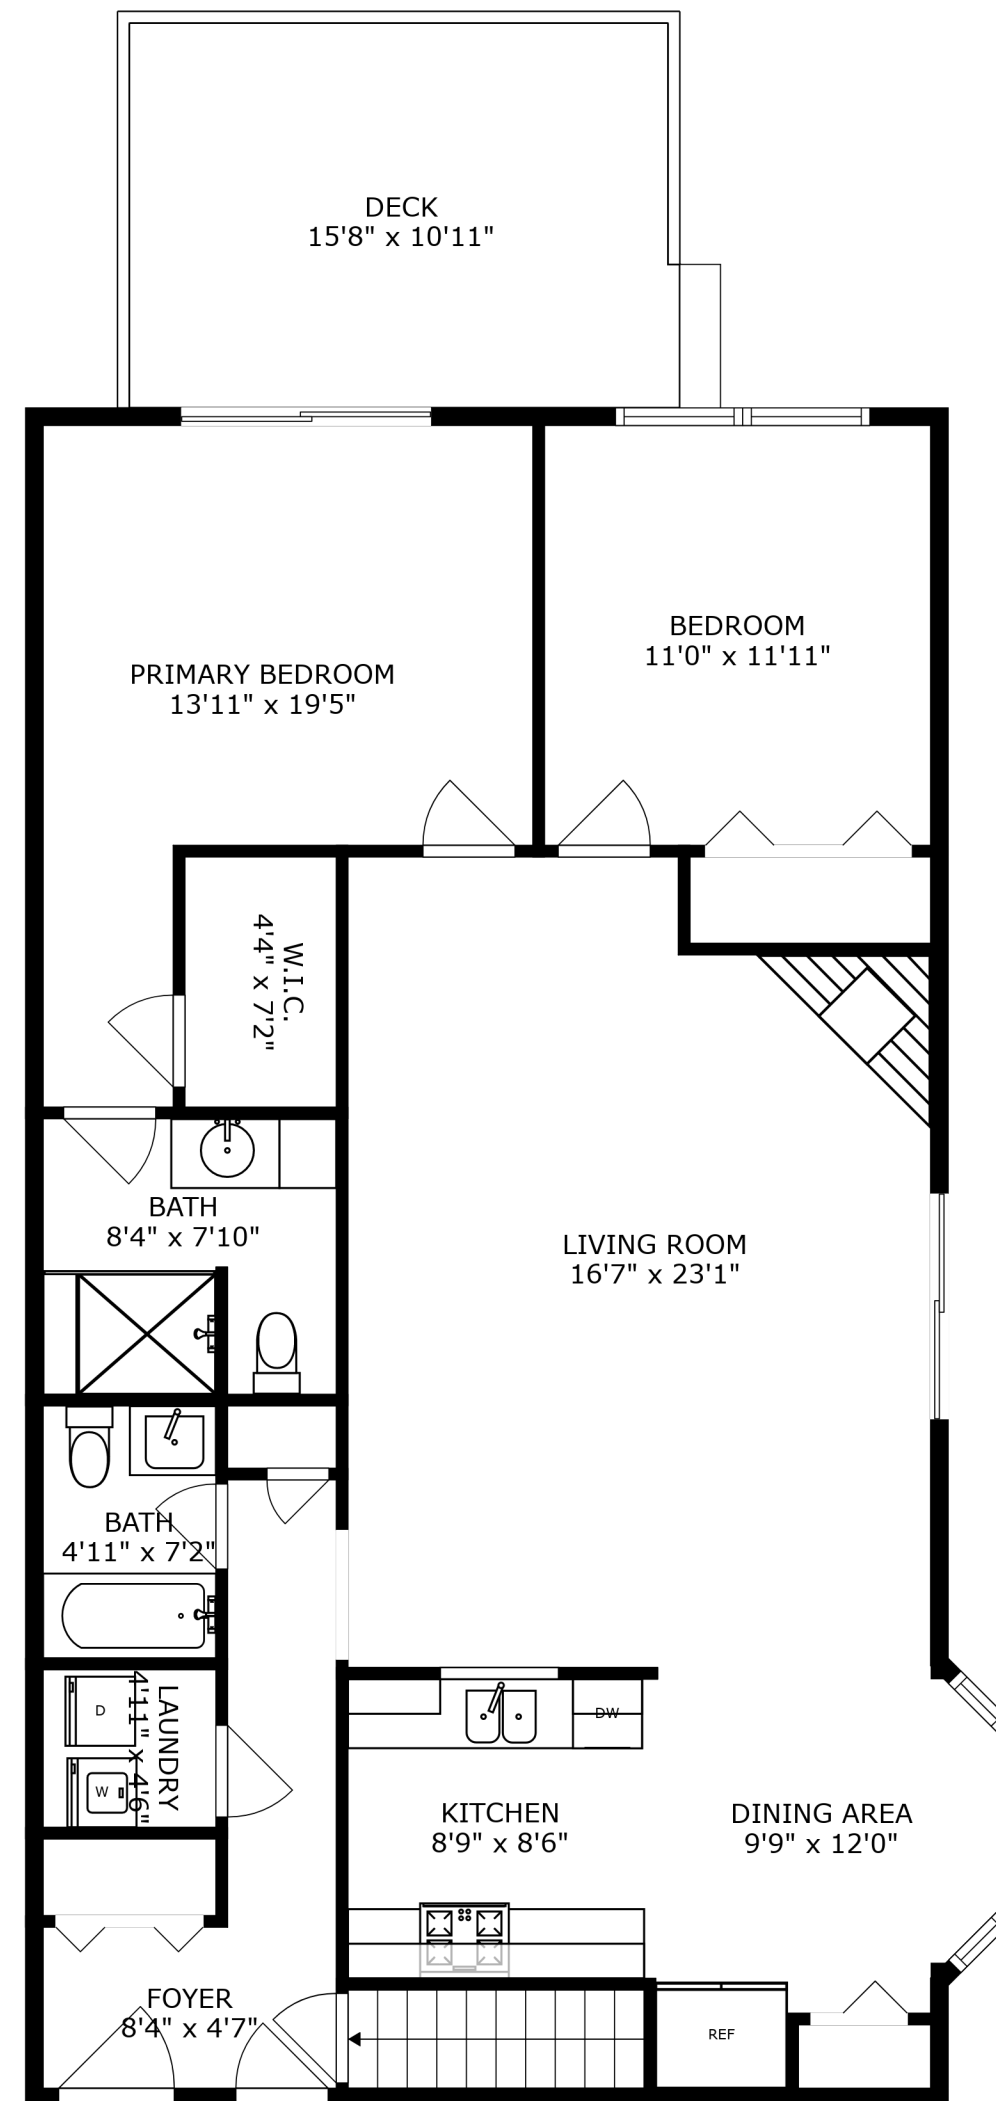 DECK
15'8" x 10'11"
BEDROOM
11'0" x 11'11"
PRIMARY BEDROOM
13'11" x 19'5"
W.I.C.
4'4" x 7'2"
BATH
8'4" x 7'10"
LIVING ROOM
16'7" x 23'1"
BATH
4'11" x 7'2"
LAUNDRY
4'11" x 4'6"
D
W
DW
KITCHEN
8'9" x 8'6"
DINING AREA
9'9" x 12'0"
FOYER
8'4" x 4'7"
REF